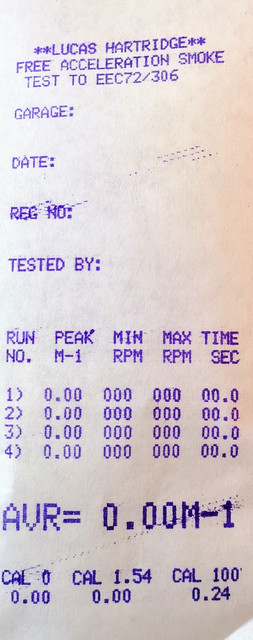 **LUCAS HARTRIDGE**
FREE ACCELERATION SMOKE
TEST TO EEC72/306
GARAGE:
DATE:
REG NO:
TESTED BY:
RUN PEAK MIN MAX TIME
NO. M-1 RPM RPM SEC
1) 0.00 000 000 00.0
2) 0.00 000 000 00.0
3) 0.00 000 000 00.0
4) 0.00 000 000 00.0
AVR= 0.00M-1
CAL 0 CAL 1.54 CAL 100
0.00 0.00 0.24